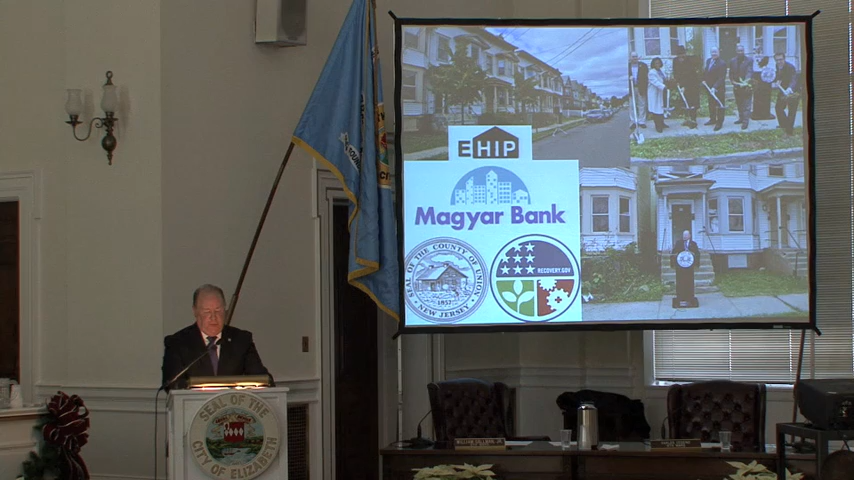 EHIP
Magyar Bank
SEAL OF THE COUNTY OF UNION
1857
NEW JERSEY
RECOVERY.GOV
SEAL OF THE
CITY OF ELIZABETH